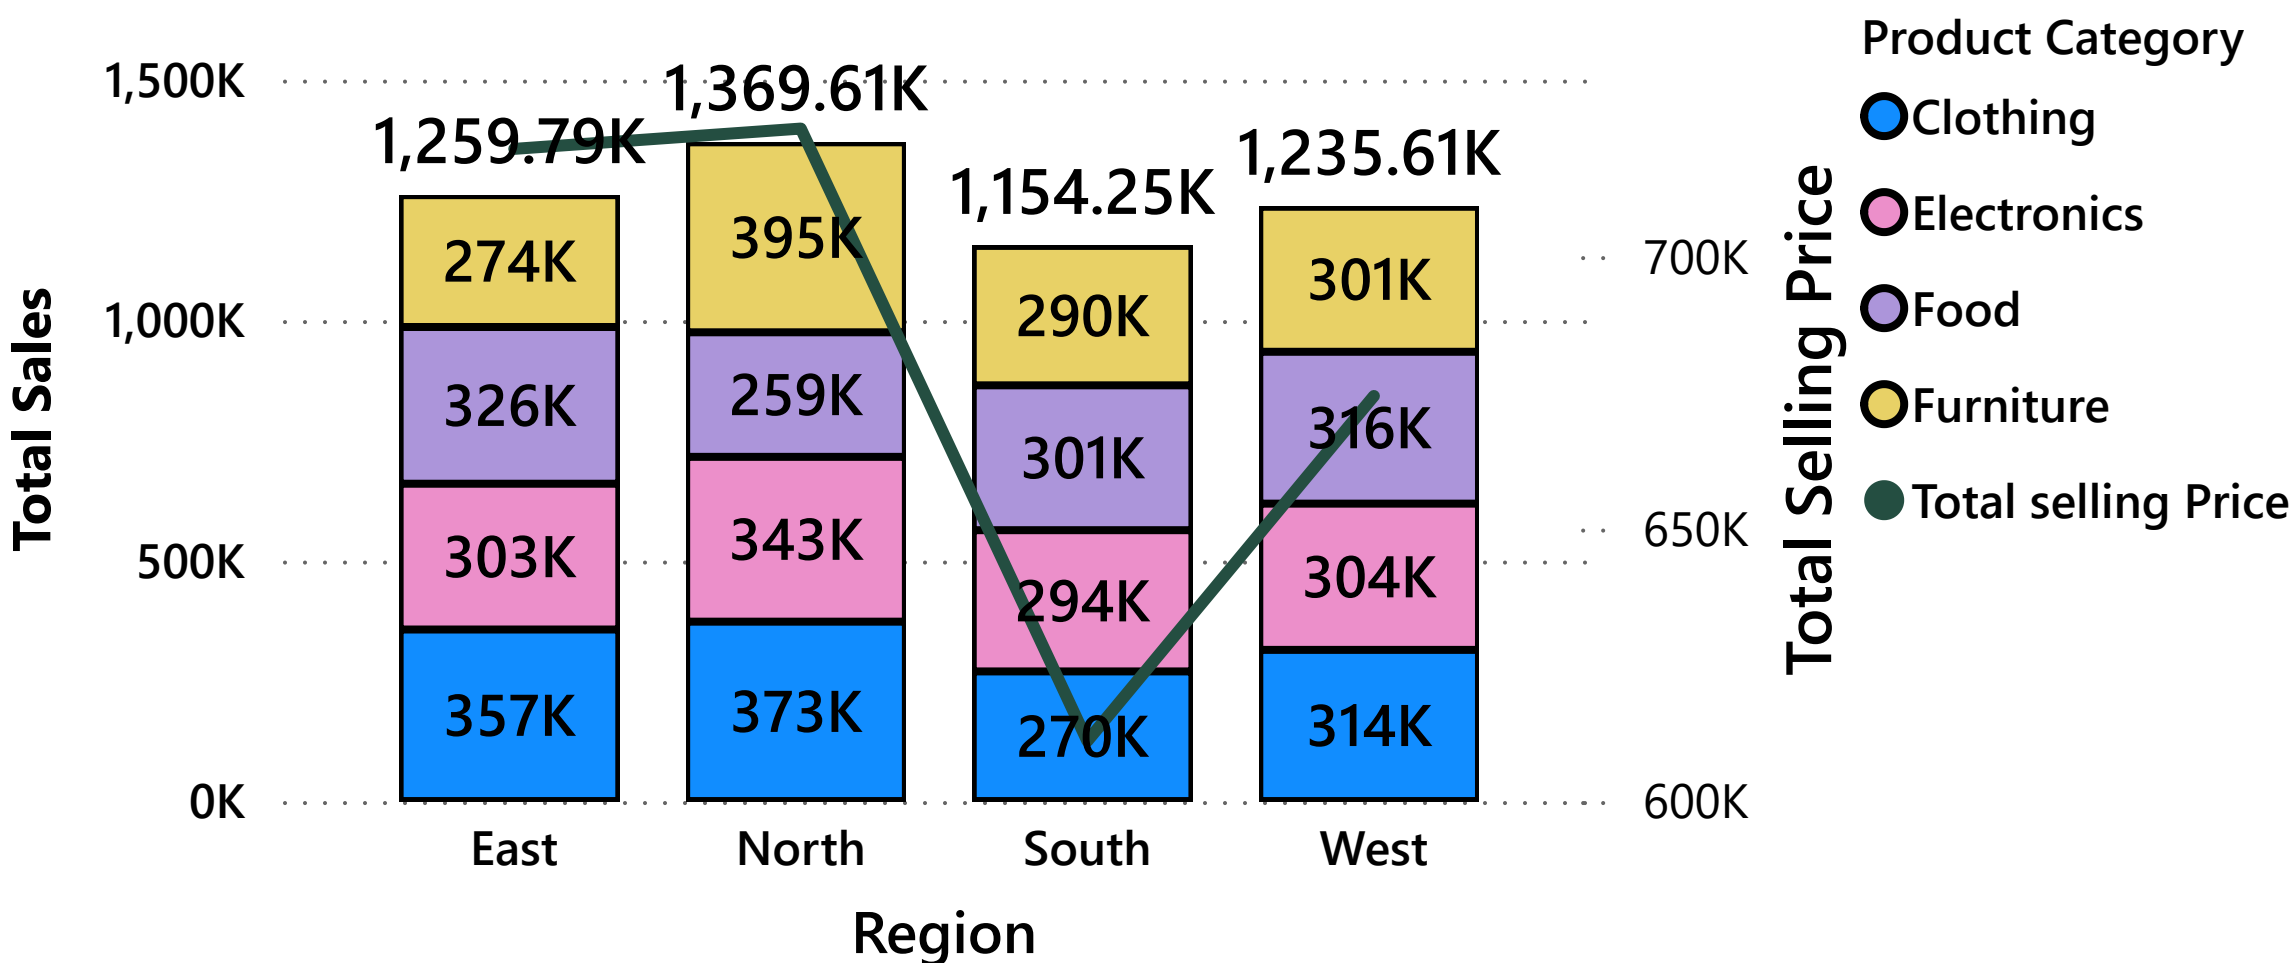 Product Category
Clothing
Electronics
Food
Furniture
Total selling Price
Total Sales
1,500K
1,000K
500K
0K
1,259.79K
274K
326K
303K
357K
1,369.61K
395K
259K
343K
373K
1,154.25K
290K
301K
294K
270K
1,235.61K
301K
316K
304K
314K
700K
650K
600K
Total Selling Price
East
North
South
West
Region